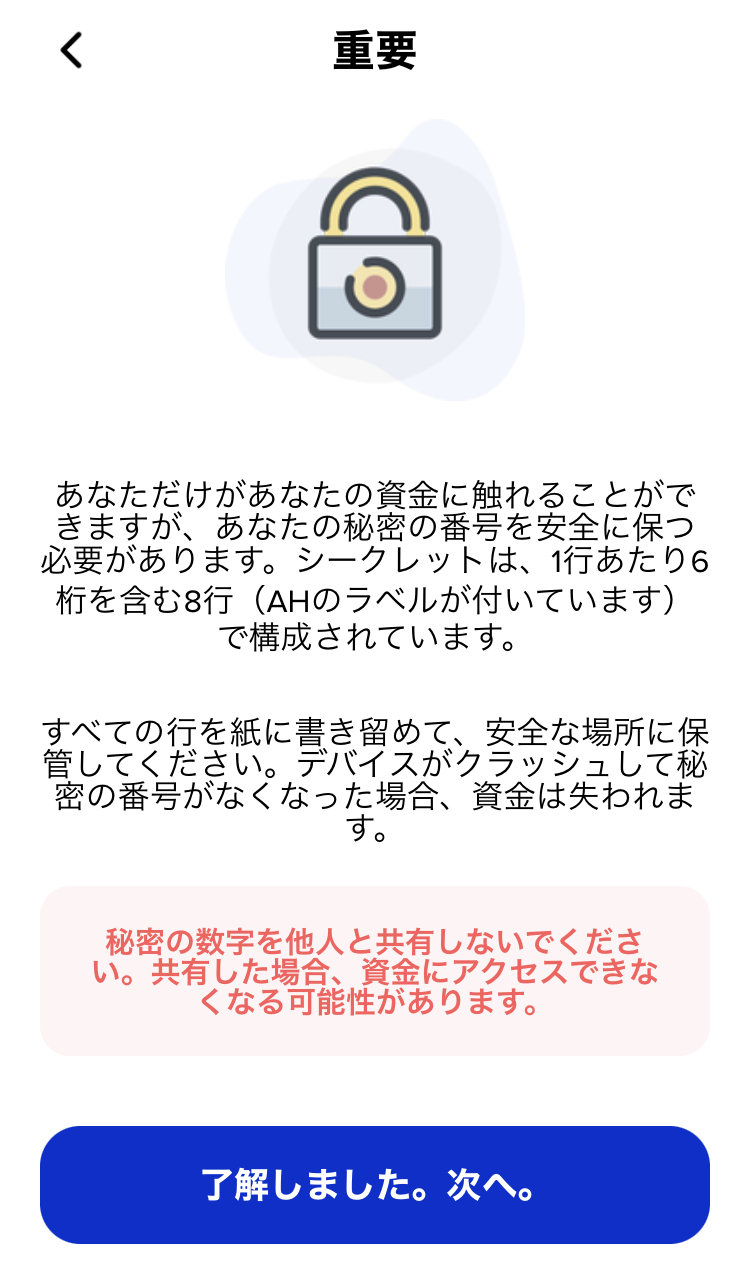 重要
あなただけがあなたの資金に触れることがで
きますが、あなたの秘密の番号を安全に保つ
必要があります。シークレットは、1行あたり6
桁を含む8行（AHのラベルが付いています）
で構成されています。
すべての行を紙に書き留めて、安全な場所に保
管してください。デバイスがクラッシュして秘
密の番号がなくなった場合、資金は失われま
す。
秘密の数字を他人と共有しないでくださ
い。共有した場合、資金にアクセスできな
くなる可能性があります。
了解しました。次へ。